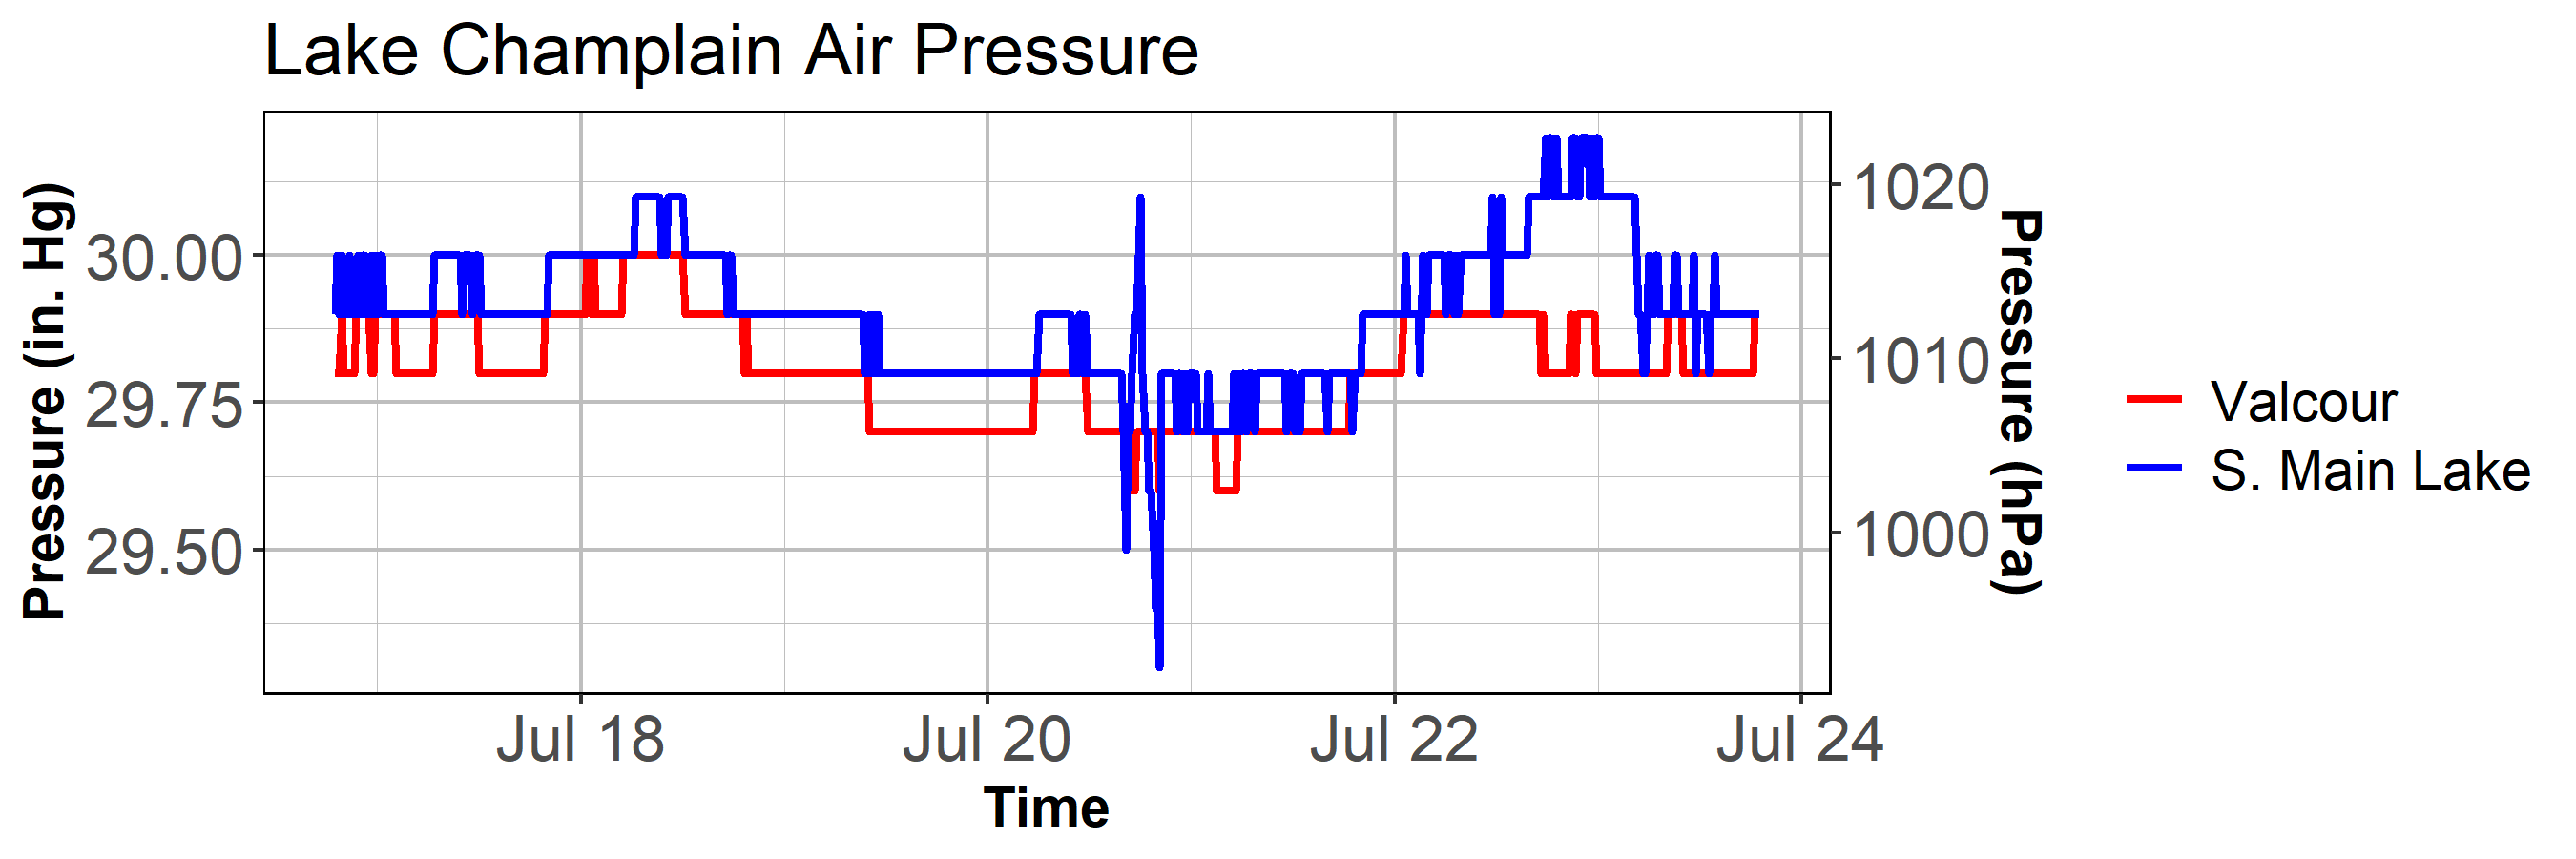 Lake Champlain Air Pressure
Pressure (in. Hg)
30.00
29.75
29.50
1020
1010
1000
Pressure (hPa)
Jul 18
Jul 20
Jul 22
Jul 24
Time
Valcour
S. Main Lake